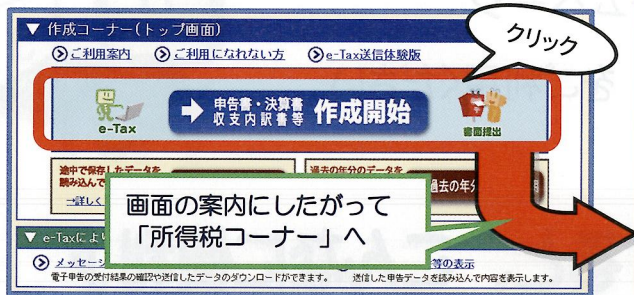 ▼ 作成コーナー(トップ画面)
ご利用案内 ご利用になれない方 e-Tax送信体験版
クリック
e-Tax
➡ 申告書・決算書 収支内訳書等 作成開始
書面提出
途中で保存したデータを
読み込んで
→詳しく
過去の年分のデータを
過去の年分
画面の案内にしたがって
「所得税コーナー」へ
▼ e-Taxによ
メッセージ
等の表示
電子申告の受付結果の確認や送信したデータのダウンロードができます。 送信した申告データを読み込んで内容を表示します。